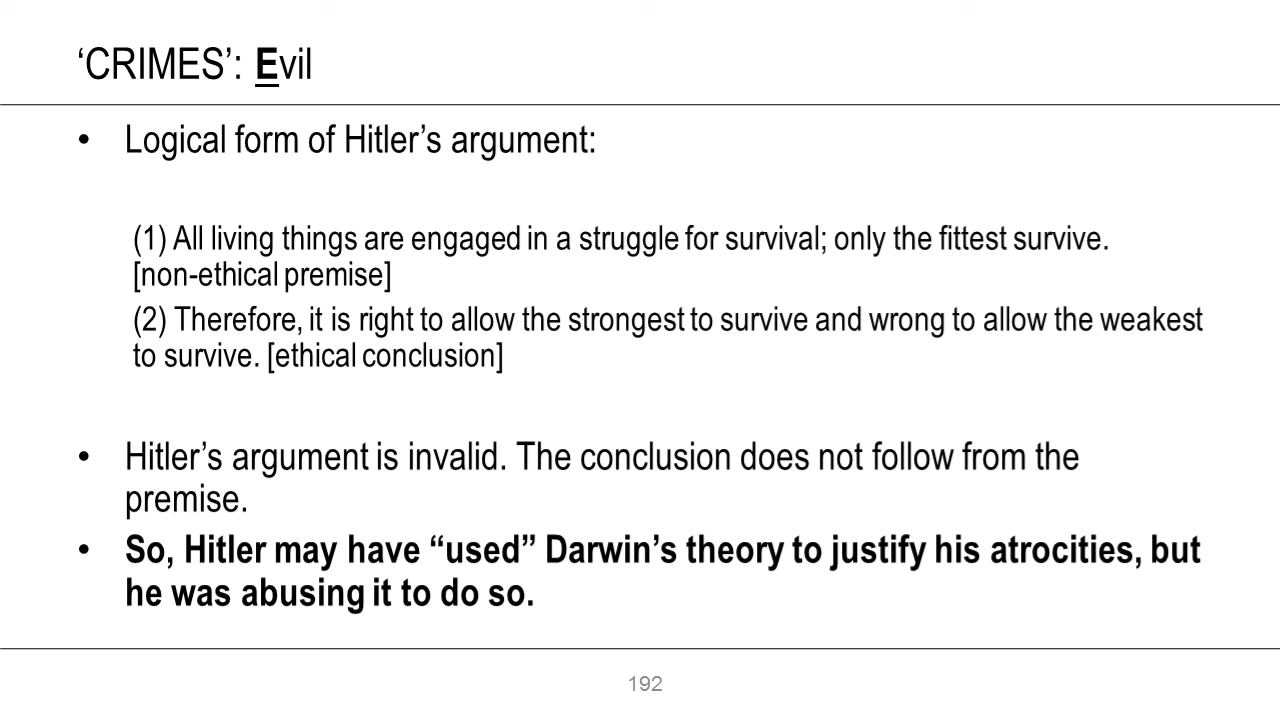 ‘CRIMES’: Evil
• Logical form of Hitler’s argument:
(1) All living things are engaged in a struggle for survival; only the fittest survive.
[non-ethical premise]
(2) Therefore, it is right to allow the strongest to survive and wrong to allow the weakest
to survive. [ethical conclusion]
• Hitler’s argument is invalid. The conclusion does not follow from the
premise.
• So, Hitler may have “used” Darwin’s theory to justify his atrocities, but
he was abusing it to do so.
192